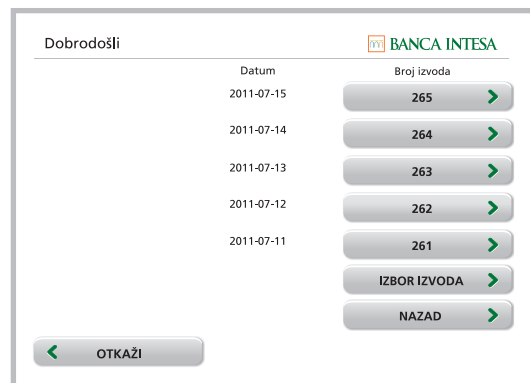 Dobrodošli BANCA INTESA
Datum Broj izvoda
2011-07-15 265
2011-07-14 264
2011-07-13 263
2011-07-12 262
2011-07-11 261
IZBOR IZVODA
NAZAD
OTKAŽI